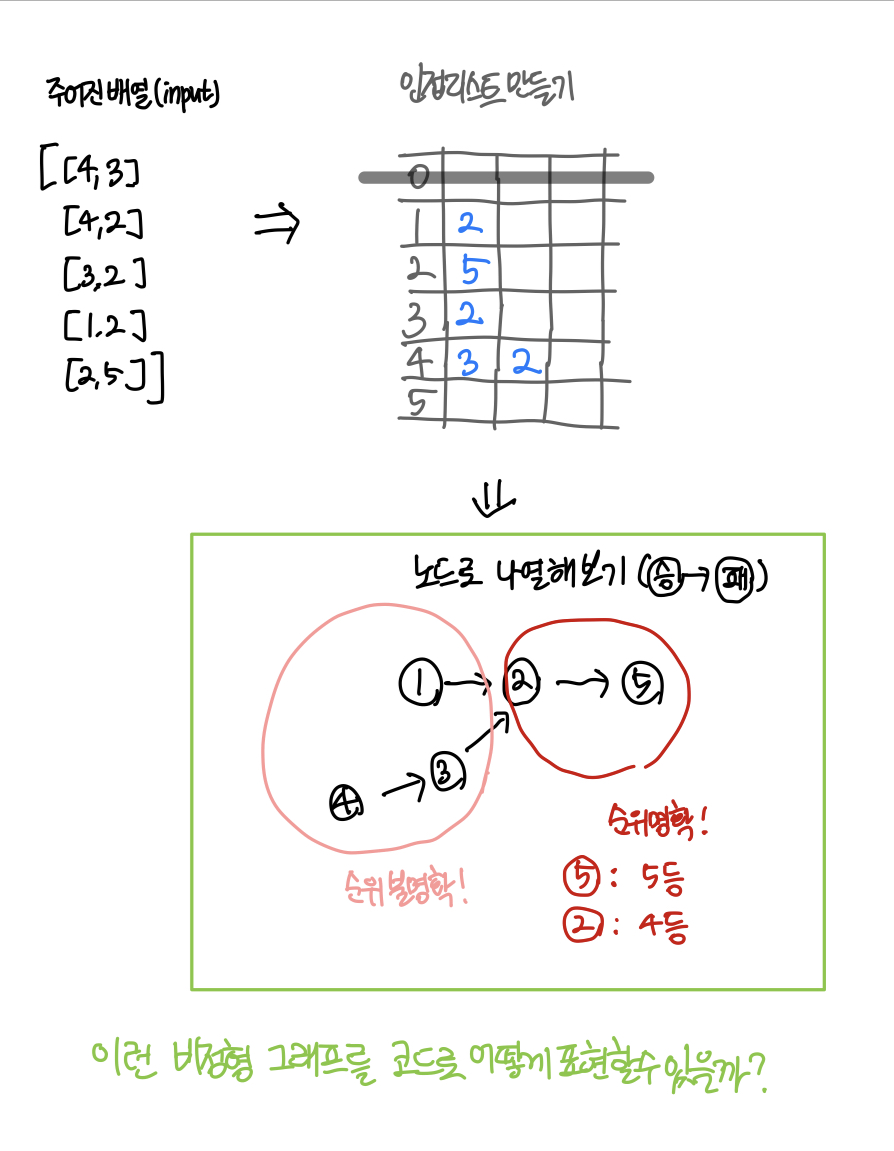 주어진 배열(input)
[[4,3]
[4,2]
[3,2]
[1.2]
[2,5]]
⇒
인접리스트 만들기
0
1 2
2 5
3 2
4 3 2
5
⇓
노드로 나열해보기 (승→패)
1 → 2 → 5
4 → 3
순위불명확!
순위명확!
5 : 5등
2 : 4등
이런 비정형 그래프를 코드로 어떻게 표현할수 있을까?